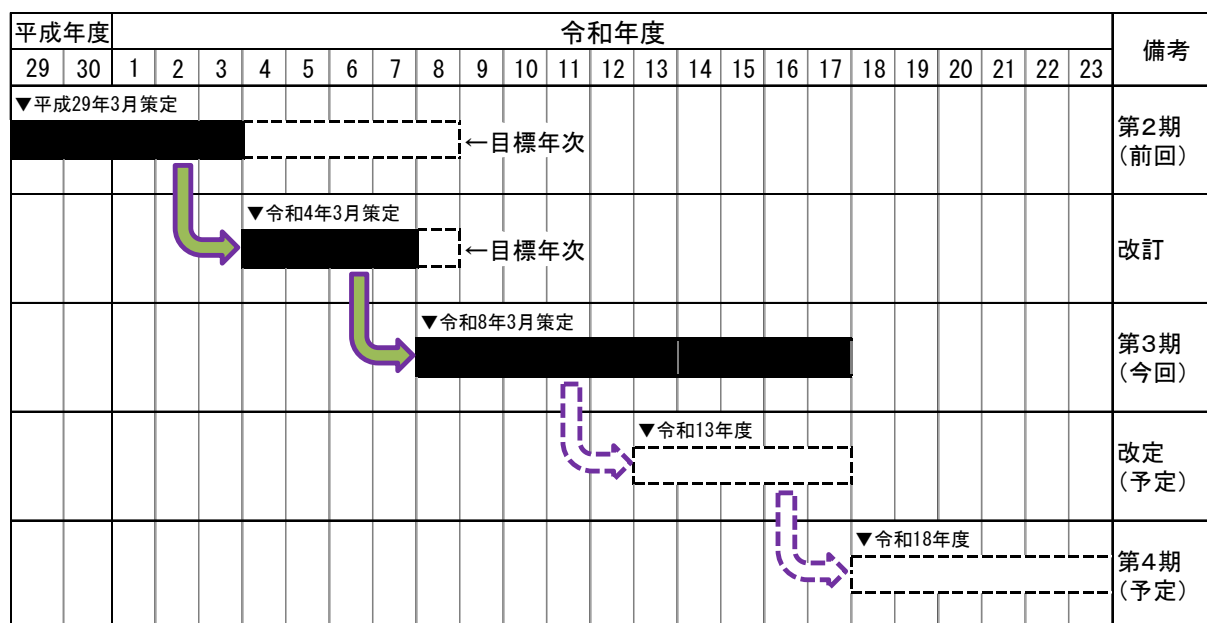 平成年度 令和年度 備考
29 30 1 2 3 4 5 6 7 8 9 10 11 12 13 14 15 16 17 18 19 20 21 22 23
▼平成29年3月策定
←目標年次
第2期
(前回)
▼令和4年3月策定
←目標年次
改訂
▼令和8年3月策定
第3期
(今回)
▼令和13年度
改定
(予定)
▼令和18年度
第4期
(予定)